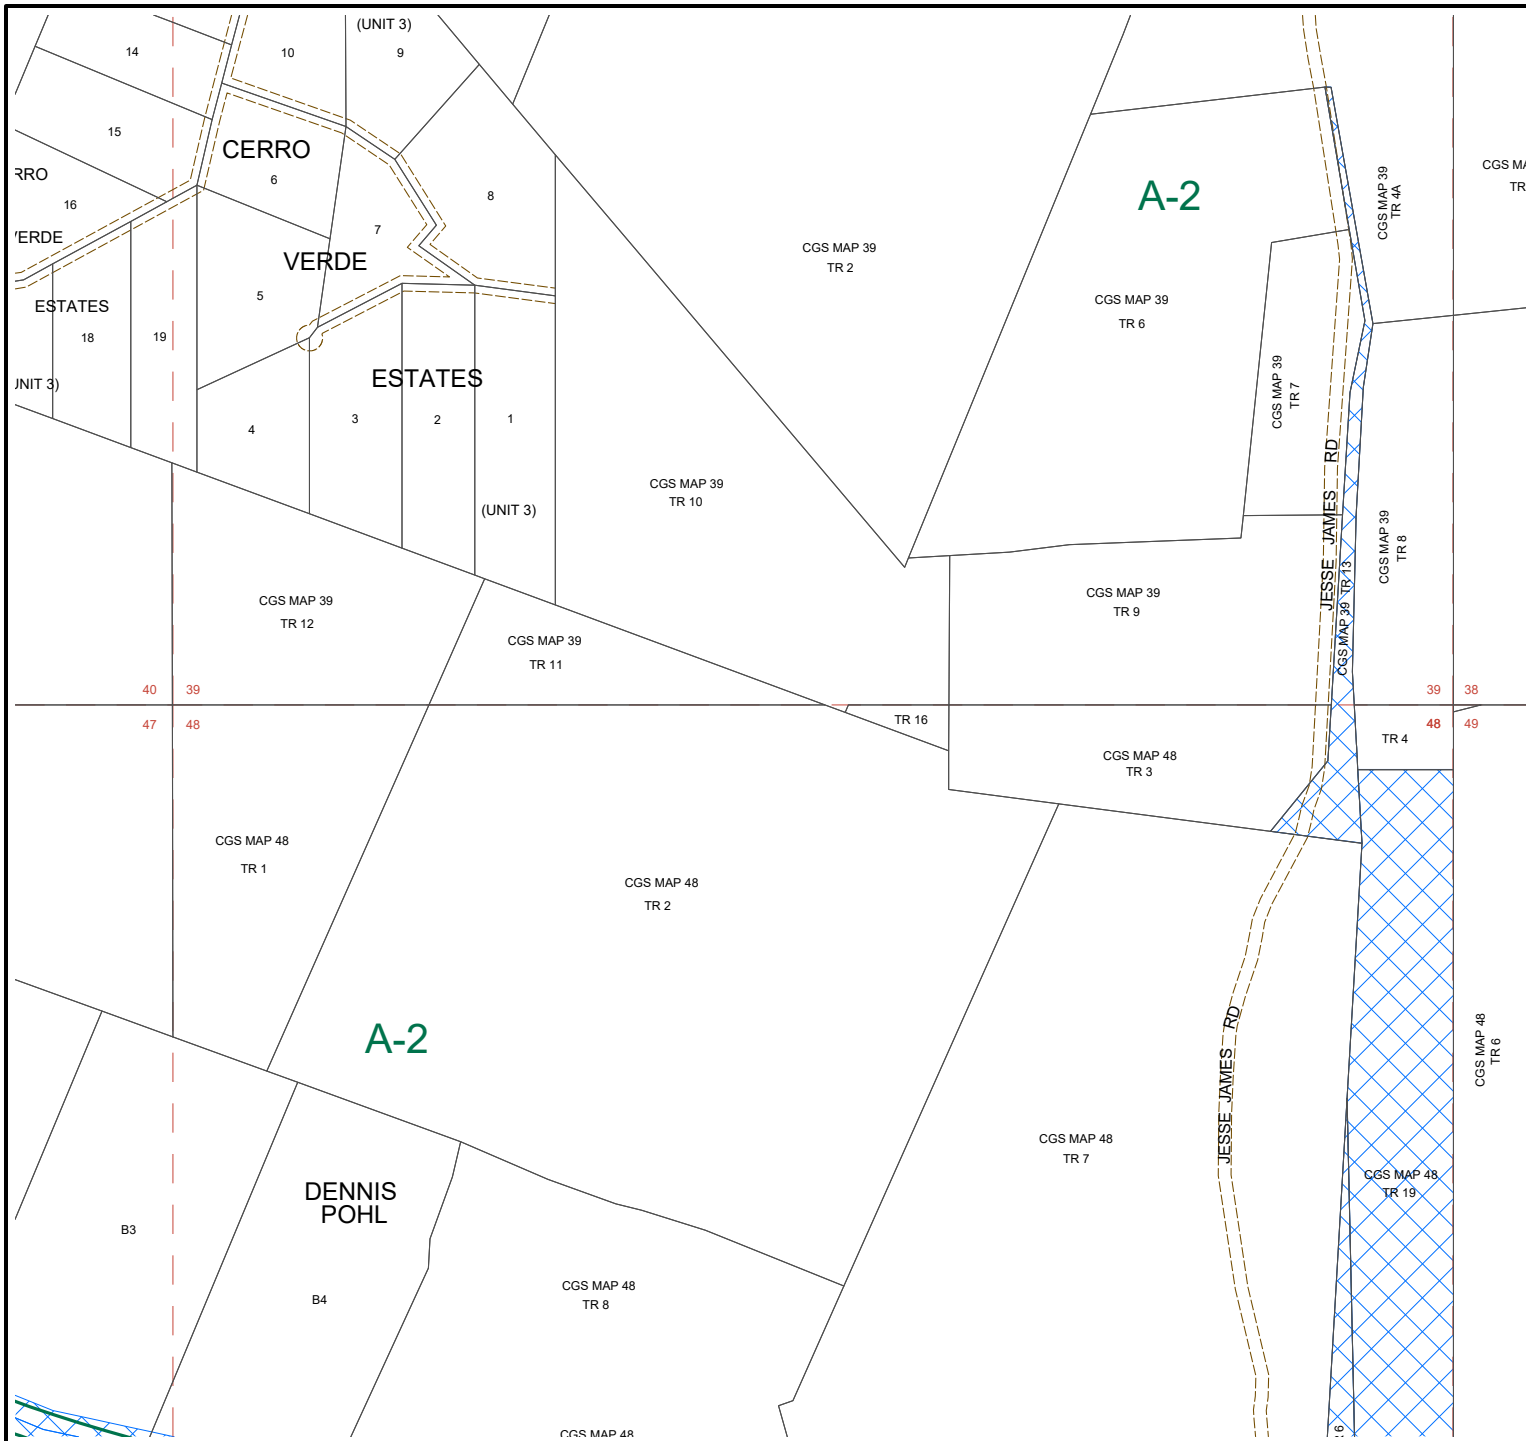 (UNIT 3)
14
10
9
15
CERRO
6
RRO
16
8
7
ERDE
VERDE
5
ESTATES
18
19
ESTATES
UNIT 3)
4
3
2
1
(UNIT 3)
A-2
CGS MAP 39
TR 2
CGS MAP 39
TR 4A
CGS MA
TR
CGS MAP 39
TR 6
CGS MAP 39
TR 7
JESSE JAMES RD
CGS MAP 39
TR 10
CGS MAP 39
TR 8
CGS MAP 39 TR 13
CGS MAP 39
TR 9
CGS MAP 39
TR 12
CGS MAP 39
TR 11
40 39
47 48
39 38
48 49
TR 16
TR 4
CGS MAP 48
TR 3
CGS MAP 48
TR 1
CGS MAP 48
TR 2
A-2
JESSE JAMES RD
CGS MAP 48
TR 6
CGS MAP 48
TR 7
CGS MAP 48
TR 19
DENNIS
POHL
B3
B4
CGS MAP 48
TR 8
CGS MAP 48
6